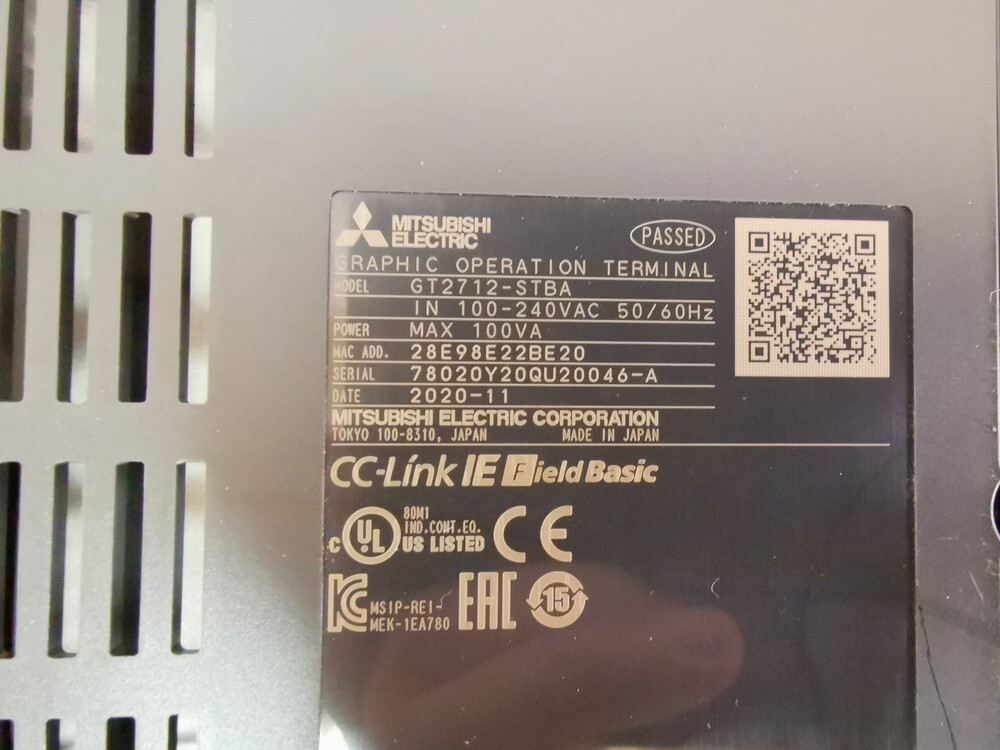 MITSUBISHI
ELECTRIC
PASSED
GRAPHIC OPERATION TERMINAL
MODEL GT2712-STBA
IN 100-240VAC 50/60Hz
POWER MAX 100VA
MAC ADD. 28E98E22BE20
SERIAL 78020Y20QU20046-A
DATE 2020-11
MITSUBISHI ELECTRIC CORPORATION
TOKYO 100-8310, JAPAN MADE IN JAPAN
CC-Link IE Field Basic
80M1
IND.CONT.EQ.
c UL US LISTED CE
KC MSIP-REI-
MEK-1EA780 EAC 15